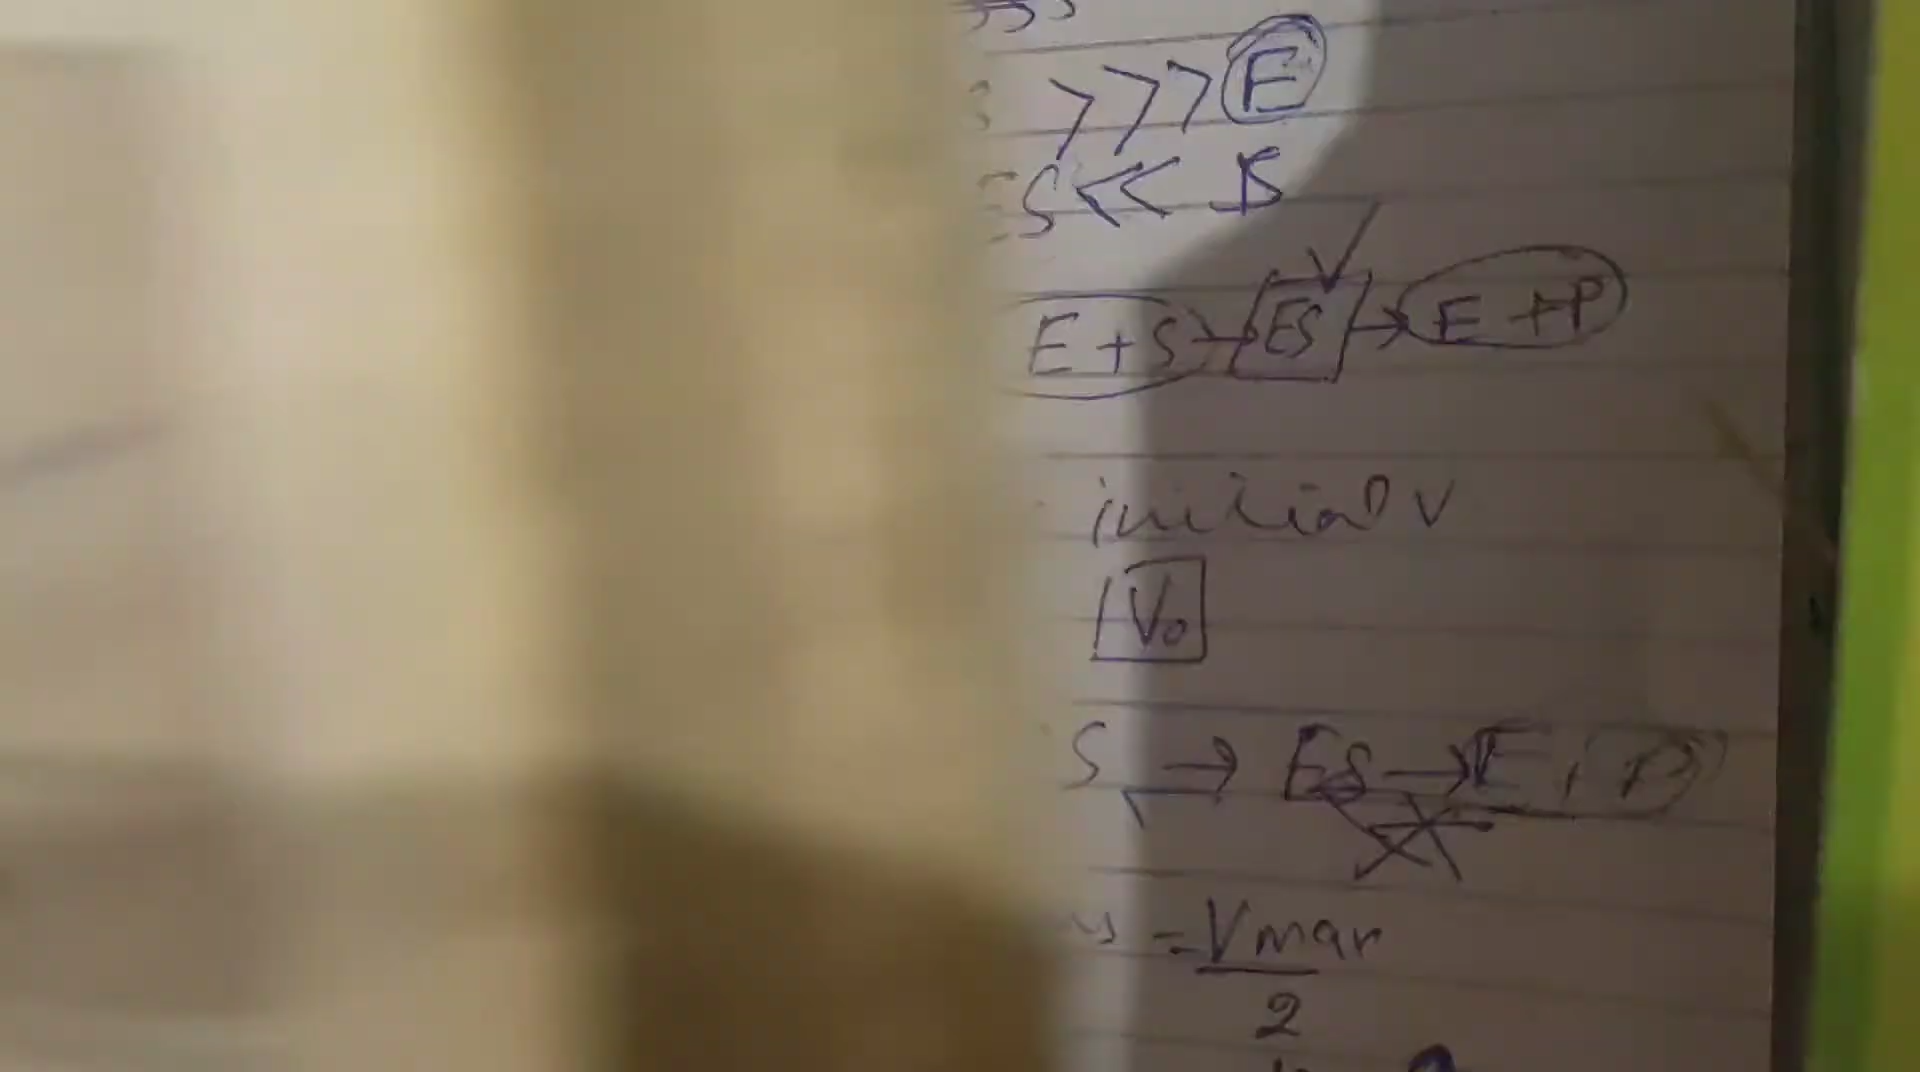 S >>> E
ES << S
E + S → ES → E + P
initial v
V₀
S → ES → E + P
= Vmax
2